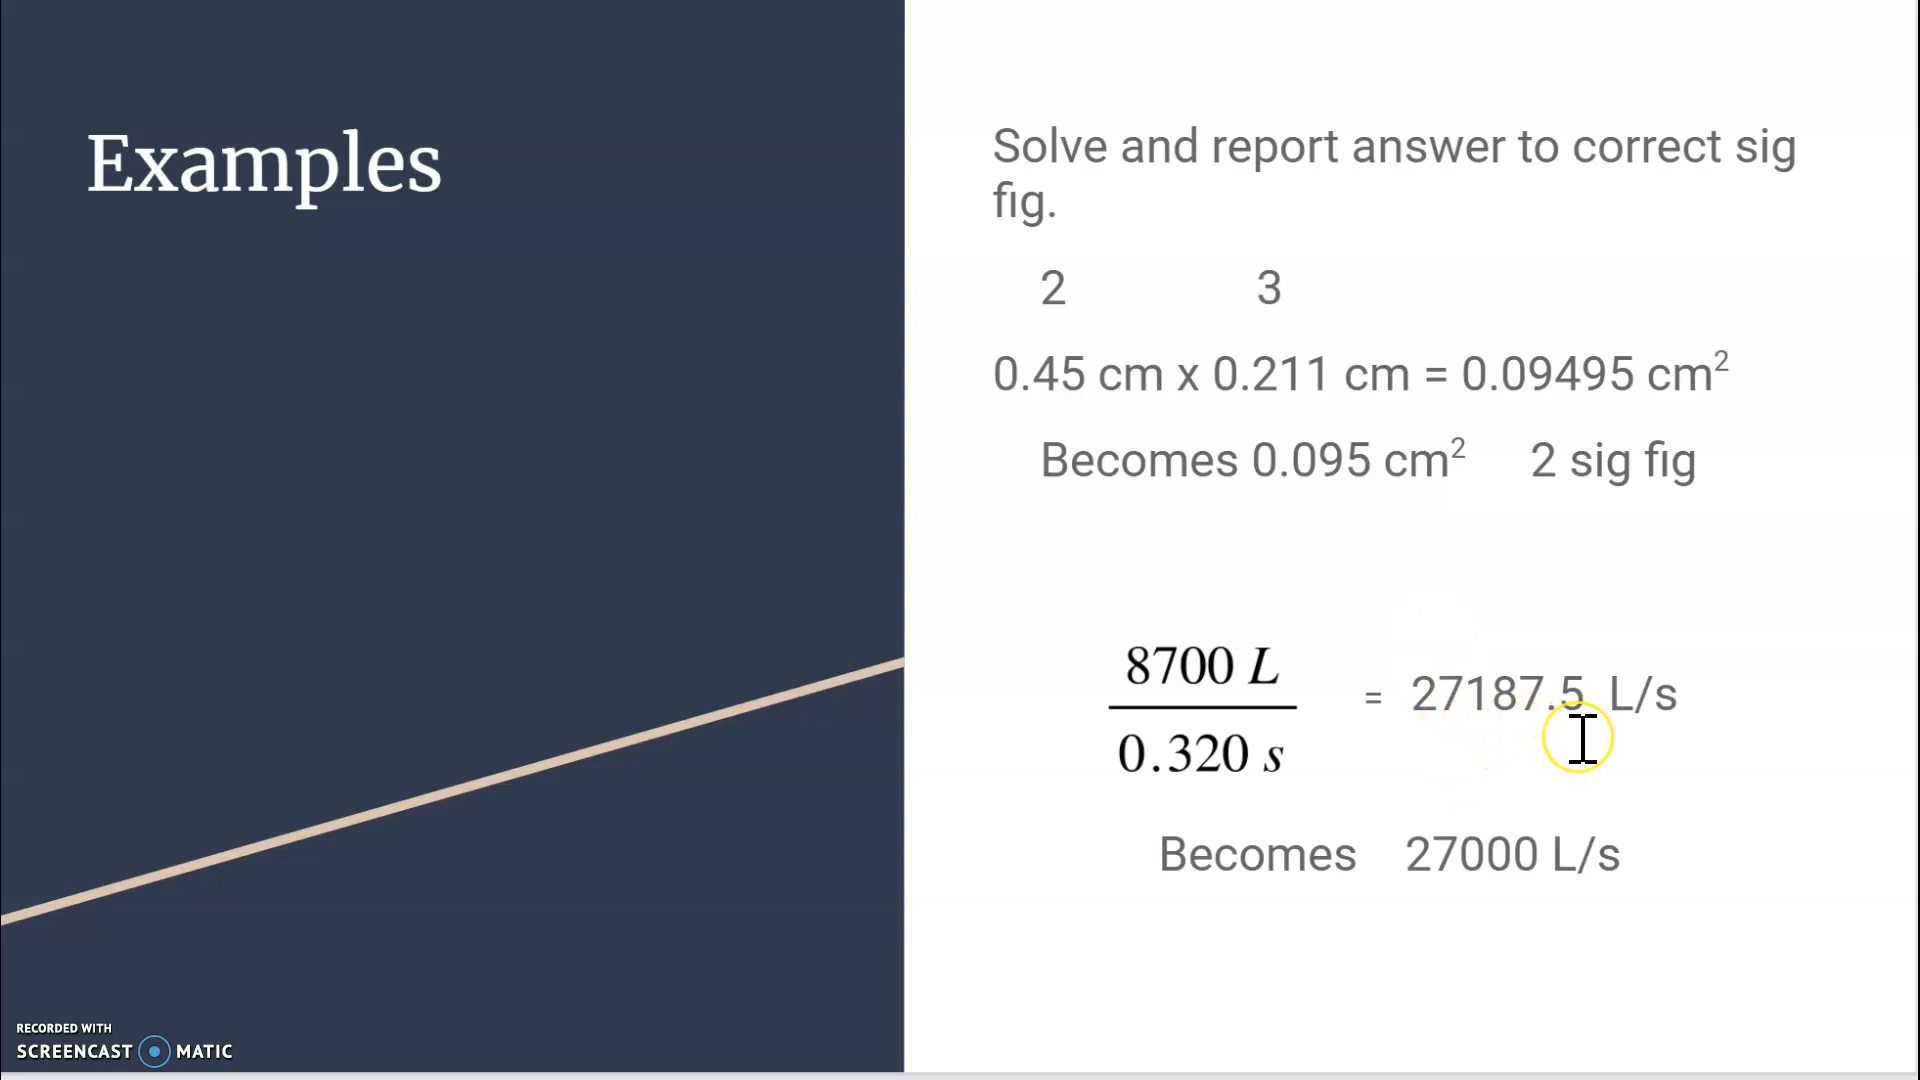 Examples
Solve and report answer to correct sig
fig.
2 3
0.45 cm x 0.211 cm = 0.09495 cm²
Becomes 0.095 cm² 2 sig fig
8700 L
0.320 s
= 27187.5 L/s
Becomes 27000 L/s
RECORDED WITH
SCREENCAST MATIC